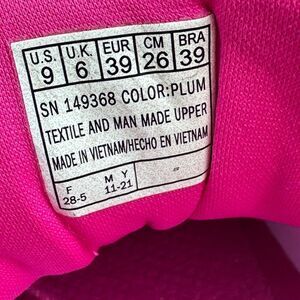 U.S. U.K. EUR CM BRA
9 6 39 26 39
SN 149368 COLOR:PLUM
TEXTILE AND MAN MADE UPPER
MADE IN VIETNAM/HECHO EN VIETNAM
F M Y
28-5 11-21